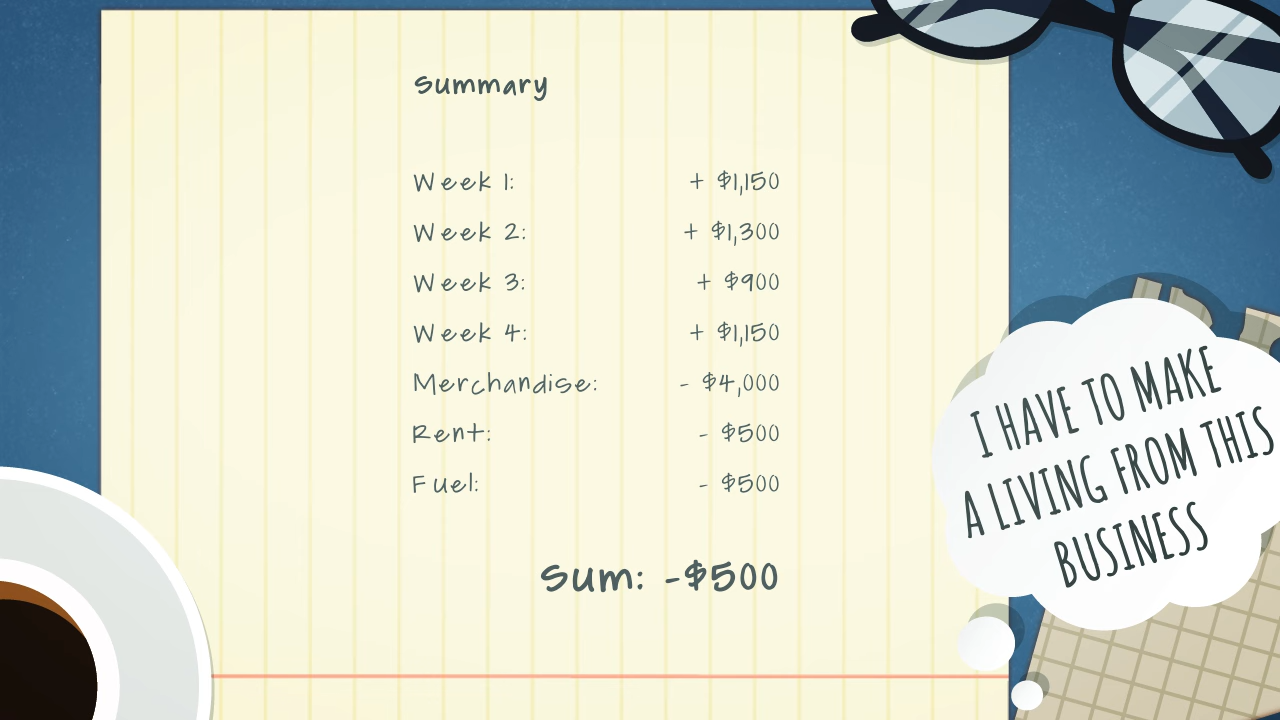 Summary
Week 1: + $1,150
Week 2: + $1,300
Week 3: + $900
Week 4: + $1,150
Merchandise: - $4,000
Rent: - $500
Fuel: - $500
Sum: -$500
I HAVE TO MAKE
A LIVING FROM THIS
BUSINESS